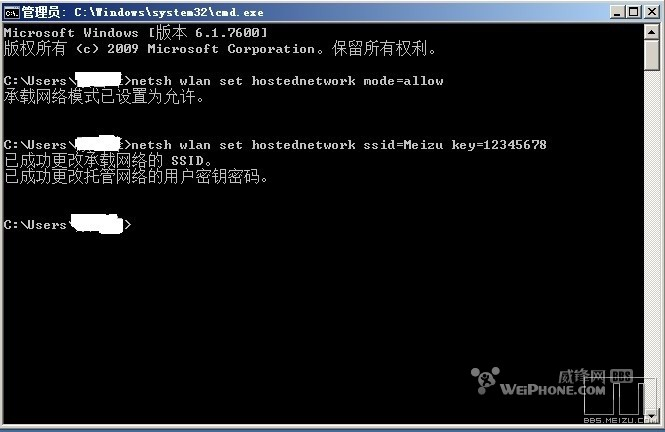 管理员: C:\Windows\system32\cmd.exe
Microsoft Windows [版本 6.1.7600]
版权所有 (c) 2009 Microsoft Corporation。保留所有权利。
C:\Users\ >netsh wlan set hostednetwork mode=allow
承载网络模式已设置为允许。
C:\Users\ E>netsh wlan set hostednetwork ssid=Meizu key=12345678
已成功更改承载网络的 SSID。
已成功更改托管网络的用户密钥密码。
C:\Users\ >
威锋网 BBS
WEIPHONE.COM
BBS.MEIZU.COM